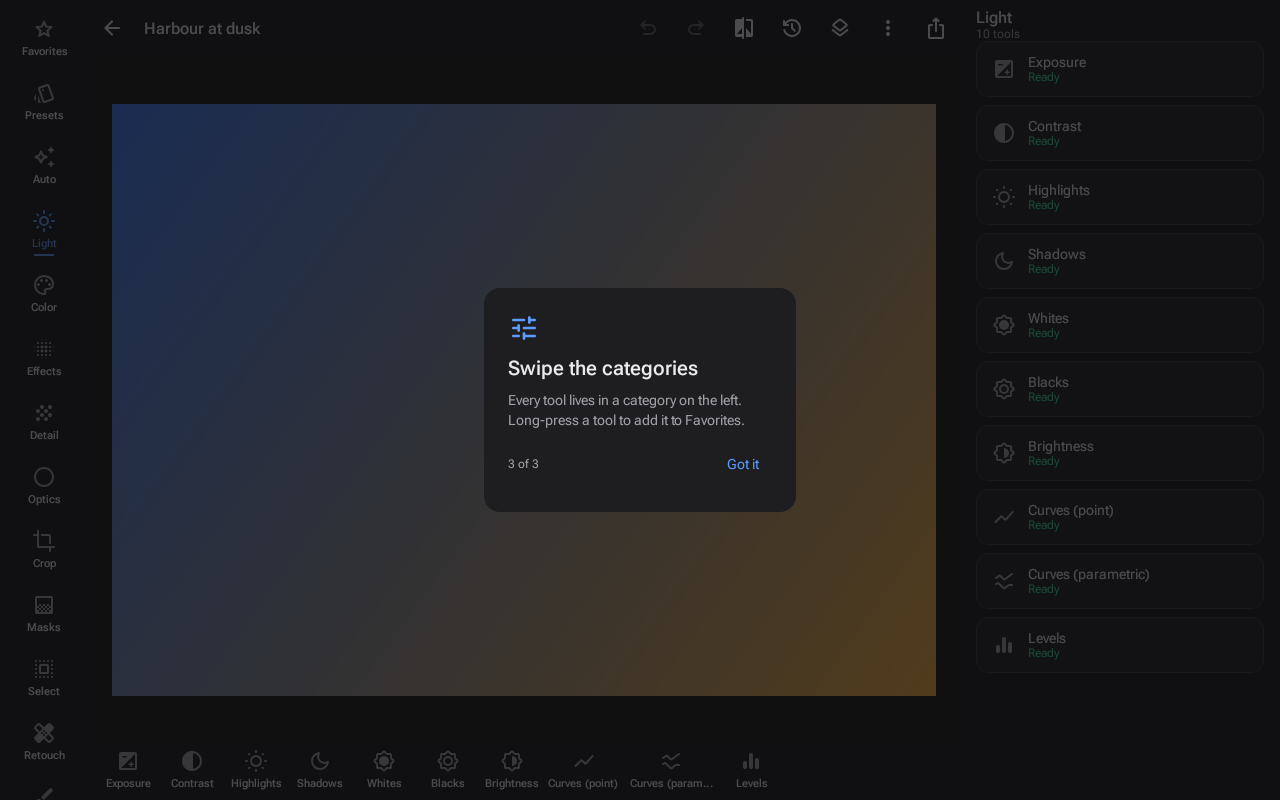 Favorites
Presets
Auto
Light
Color
Effects
Detail
Optics
Crop
Masks
Select
Retouch
Harbour at dusk
Swipe the categories
Every tool lives in a category on the left.
Long-press a tool to add it to Favorites.
3 of 3
Got it
Exposure
Contrast
Highlights
Shadows
Whites
Blacks
Brightness
Curves (point)
Curves (param...
Levels
Light
10 tools
Exposure
Ready
Contrast
Ready
Highlights
Ready
Shadows
Ready
Whites
Ready
Blacks
Ready
Brightness
Ready
Curves (point)
Ready
Curves (parametric)
Ready
Levels
Ready